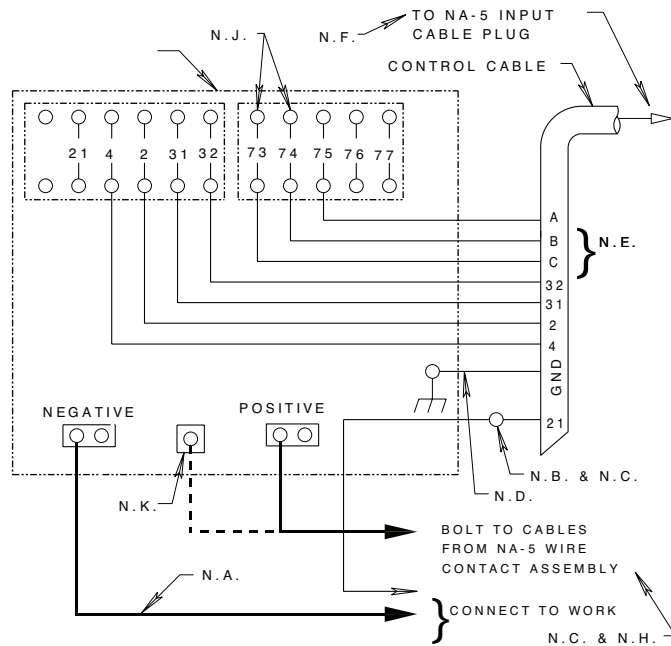 N.J.
N.F.
TO NA-5 INPUT
CABLE PLUG
CONTROL CABLE
21 4 2 31 32 73 74 75 76 77
A
B
C
N.E.
32
31
2
4
GND
21
NEGATIVE
POSITIVE
N.B. & N.C.
N.D.
N.K.
BOLT TO CABLES
FROM NA-5 WIRE
CONTACT ASSEMBLY
N.A.
CONNECT TO WORK
N.C. & N.H.